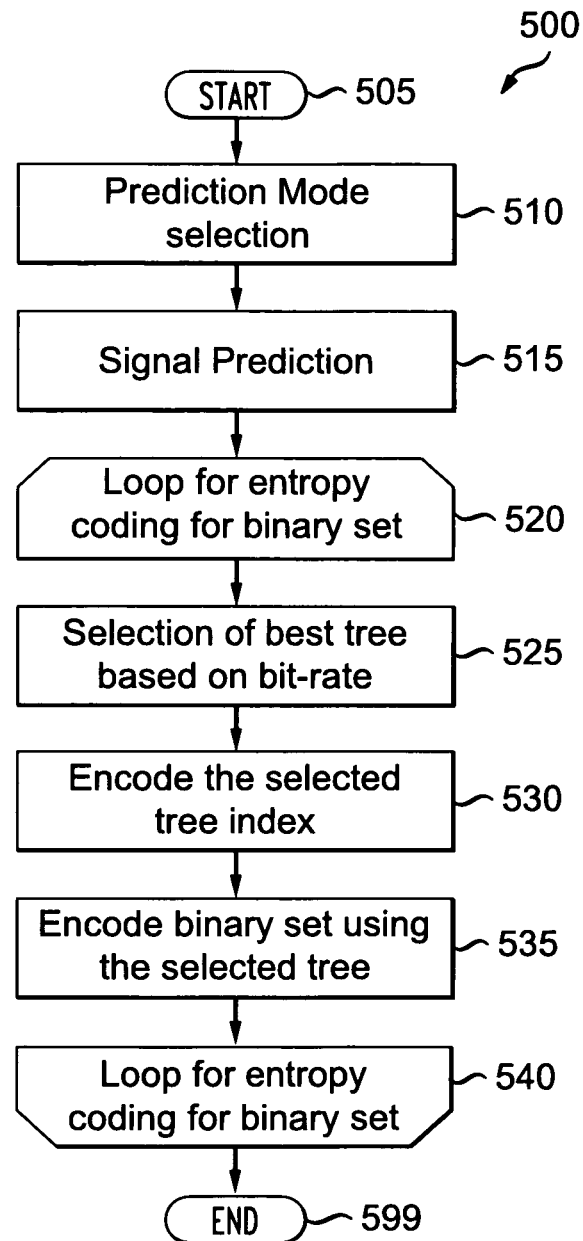 500
START 505
Prediction Mode
selection 510
Signal Prediction 515
Loop for entropy
coding for binary set 520
Selection of best tree
based on bit-rate 525
Encode the selected
tree index 530
Encode binary set using
the selected tree 535
Loop for entropy
coding for binary set 540
END 599